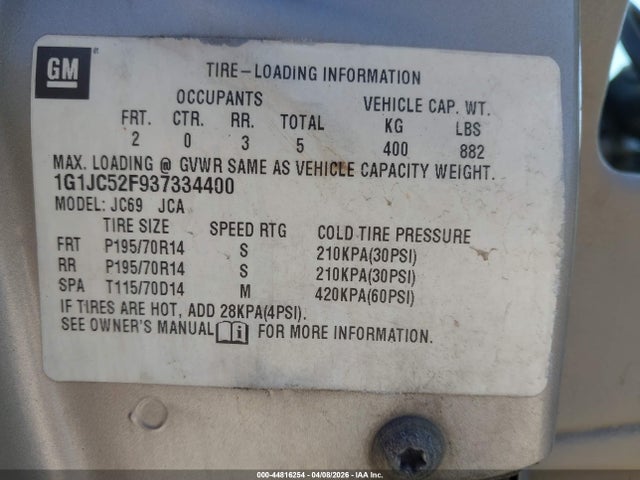 GM
TIRE-LOADING INFORMATION
OCCUPANTS VEHICLE CAP. WT.
FRT. CTR. RR. TOTAL KG LBS
2 0 3 5 400 882
MAX. LOADING @ GVWR SAME AS VEHICLE CAPACITY WEIGHT.
1G1JC52F937334400
MODEL: JC69 JCA
TIRE SIZE SPEED RTG COLD TIRE PRESSURE
FRT P195/70R14 S 210KPA(30PSI)
RR P195/70R14 S 210KPA(30PSI)
SPA T115/70D14 M 420KPA(60PSI)
IF TIRES ARE HOT, ADD 28KPA(4PSI).
SEE OWNER'S MANUAL FOR MORE INFORMATION.
000-44816254 - 04/08/2026 - IAA, Inc.